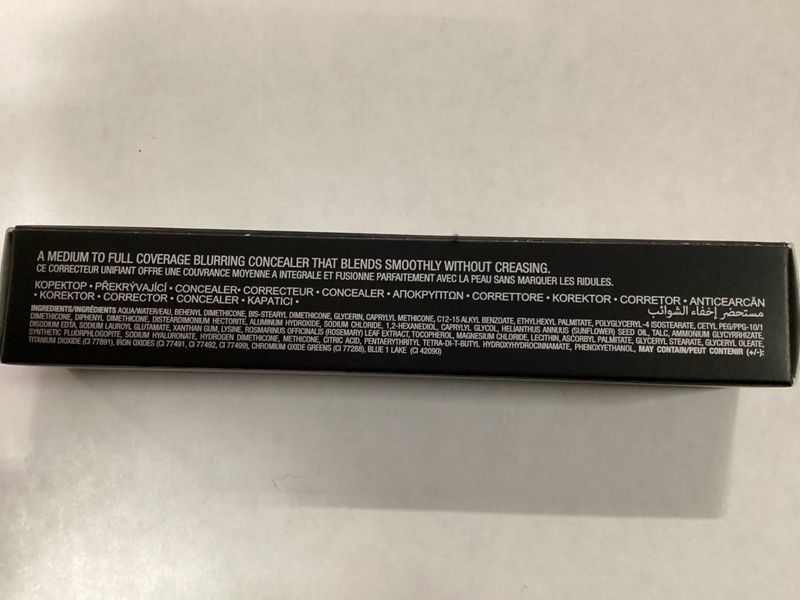 A MEDIUM TO FULL COVERAGE BLURRING CONCEALER THAT BLENDS SMOOTHLY WITHOUT CREASING.
CE CORRECTEUR UNIFIANT OFFRE UNE COUVRANCE MOYENNE A INTEGRALE ET FUSIONNE PARFAITEMENT AVEC LA PEAU SANS MARQUER LES RIDULES.
КОРЕКТОР • PŘEKRÝVAJÍCÍ • CONCEALER• CORRECTEUR • CONCEALER • ΑΠΟΚΡΥΠΤΩΝ • CORRETTORE • KOREKTOR • CORRETOR • ANTICEARCĂN
• KOREKTOR • CORRECTOR • CONCEALER • KAPATICI • مستحضر إخفاء الشوائب
INGREDIENTS/INGRÉDIENTS AQUA/WATER/EAU, BEHENYL DIMETHICONE, BIS-STEARYL DIMETHICONE, GLYCERIN, CAPRYLYL METHICONE, C12-15 ALKYL BENZOATE, ETHYLHEXYL PALMITATE, POLYGLYCERYL-4 ISOSTEARATE, CETYL PEG/PPG-10/1
DIMETHICONE, DIPHENYL DIMETHICONE, DISTEARDIMONIUM HECTORITE, ALUMINUM HYDROXIDE, SODIUM CHLORIDE, 1,2-HEXANEDIOL, CAPRYLYL GLYCOL, HELIANTHUS ANNUUS (SUNFLOWER) SEED OIL, TALC, AMMONIUM GLYCYRRHIZATE,
DISODIUM EDTA, SODIUM LAUROYL GLUTAMATE, XANTHAN GUM, LYSINE, ROSMARINUS OFFICINALIS (ROSEMARY) LEAF EXTRACT, TOCOPHEROL, MAGNESIUM CHLORIDE, LECITHIN, ASCORBYL PALMITATE, GLYCERYL STEARATE, GLYCERYL OLEATE,
SYNTHETIC FLUORPHLOGOPITE, SODIUM HYALURONATE, HYDROGEN DIMETHICONE, METHICONE, CITRIC ACID, PENTAERYTHRITYL TETRA-DI-T-BUTYL HYDROXYHYDROCINNAMATE, PHENOXYETHANOL, MAY CONTAIN/PEUT CONTENIR (+/-):
TITANIUM DIOXIDE (CI 77891), IRON OXIDES (CI 77491, CI 77492, CI 77499), CHROMIUM OXIDE GREENS (CI 77288), BLUE 1 LAKE (CI 42090)